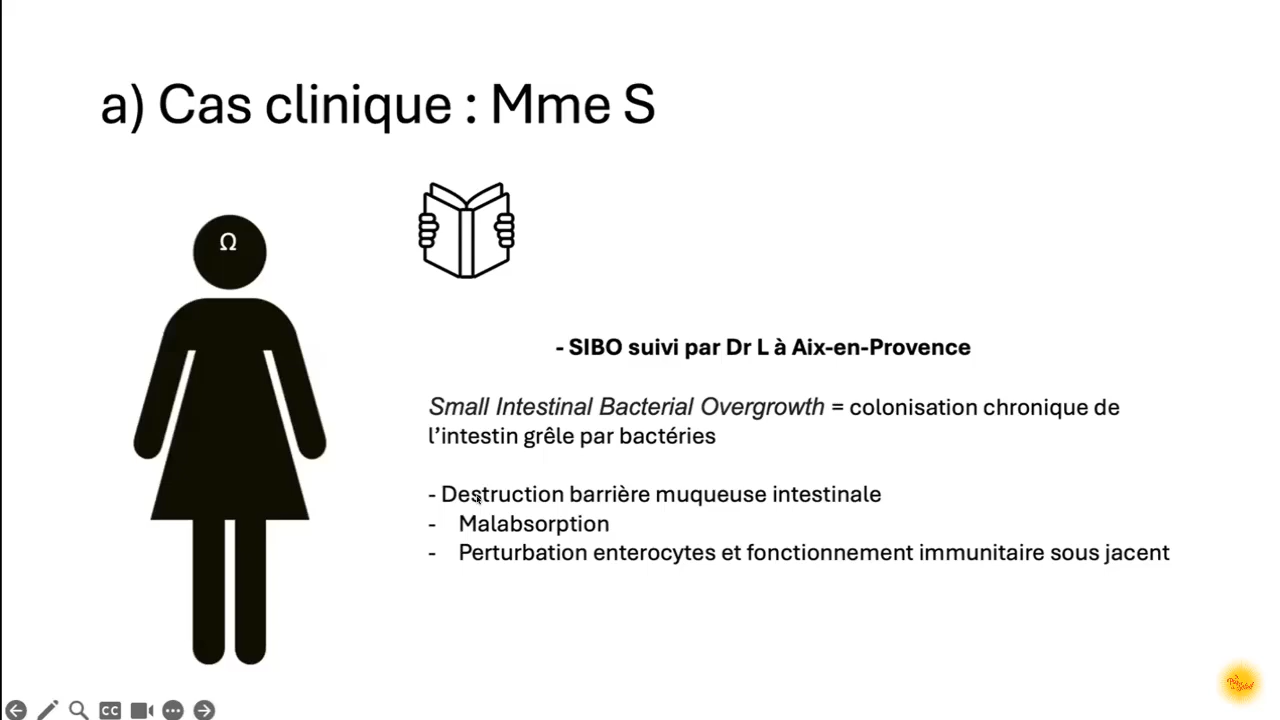 a) Cas clinique : Mme S
Ω
- SIBO suivi par Dr L à Aix-en-Provence
Small Intestinal Bacterial Overgrowth = colonisation chronique de
l’intestin grêle par bactéries
- Destruction barrière muqueuse intestinale
- Malabsorption
- Perturbation enterocytes et fonctionnement immunitaire sous jacent
CC